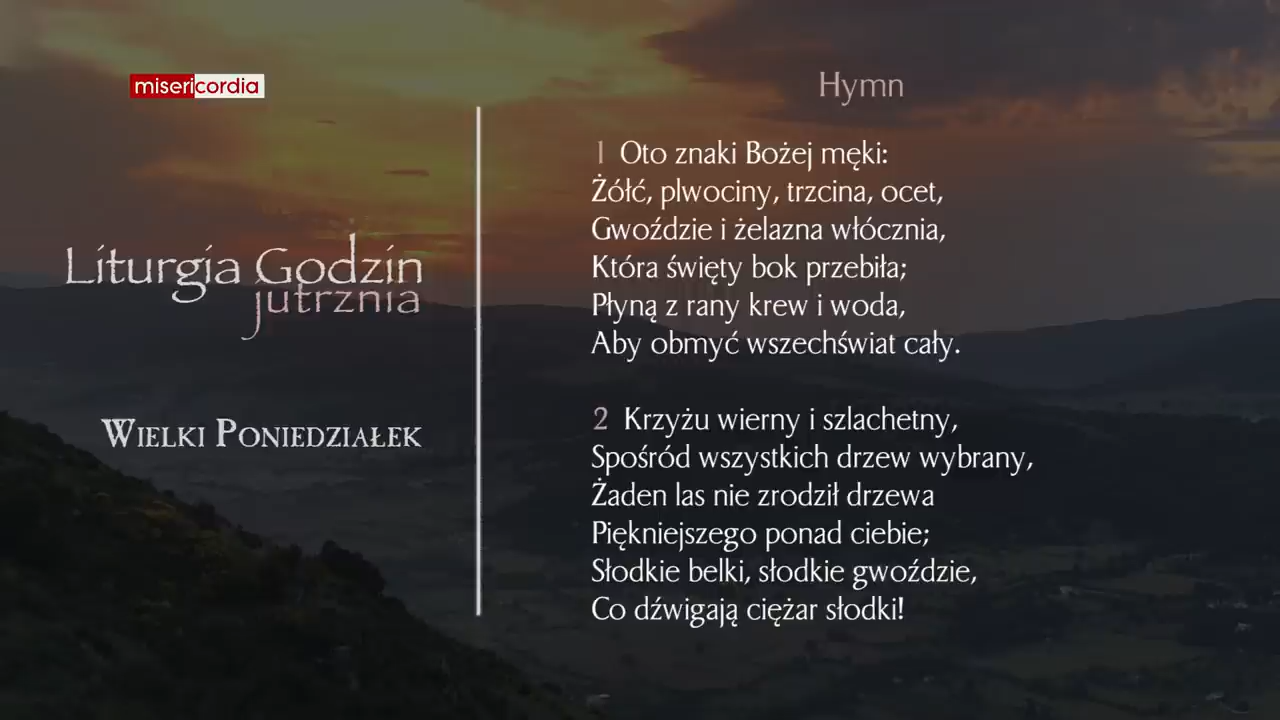 misericordia
Liturgia Godzin
jutrznia
Wielki Poniedziałek
Hymn
1 Oto znaki Bożej męki:
Żółć, plwociny, trzcina, ocet,
Gwoździe i żelazna włócznia,
Która święty bok przebiła;
Płyną z rany krew i woda,
Aby obmyć wszechświat cały.
2 Krzyżu wierny i szlachetny,
Spośród wszystkich drzew wybrany,
Żaden las nie zrodził drzewa
Piękniejszego ponad ciebie;
Słodkie belki, słodkie gwoździe,
Co dźwigają ciężar słodki!